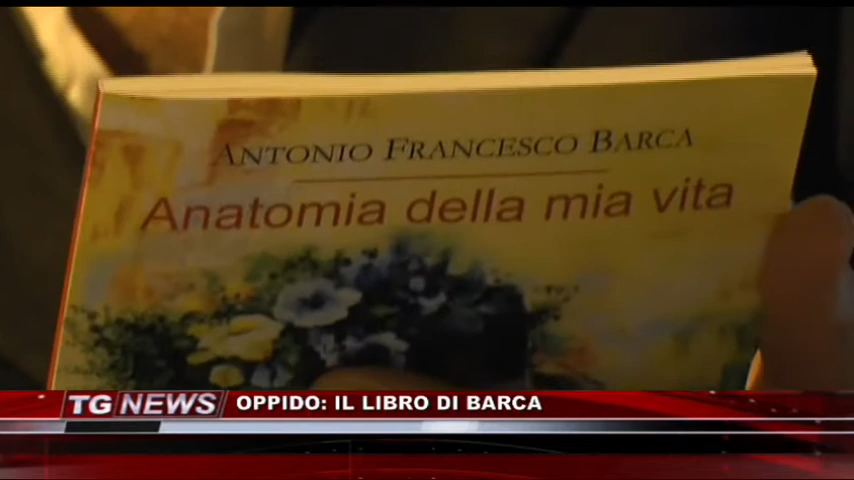 ANTONIO FRANCESCO BARCA
Anatomia della mia vita
TG NEWS OPPIDO: IL LIBRO DI BARCA